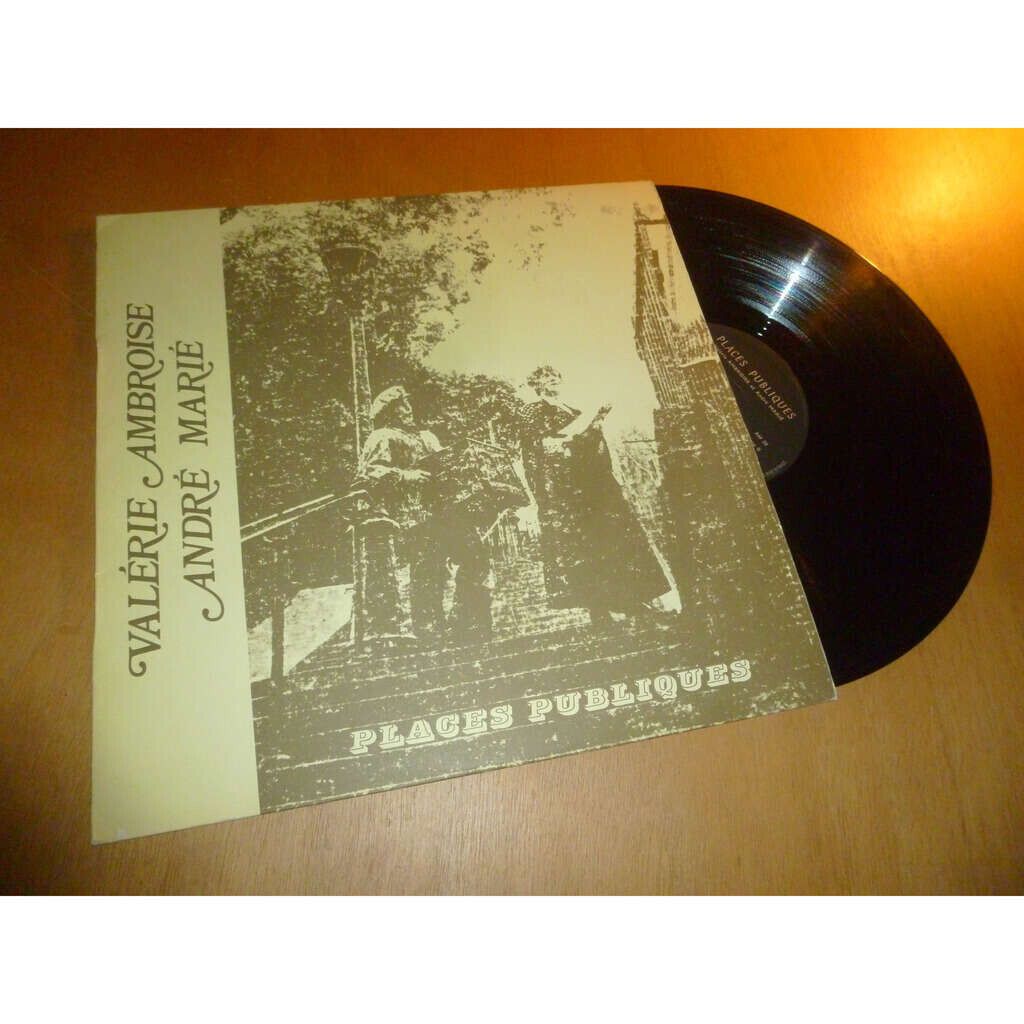 VALÉRIE AMBROISE
ANDRÉ MARIÉ
PLACES PUBLIQUES
PLACES PUBLIQUES